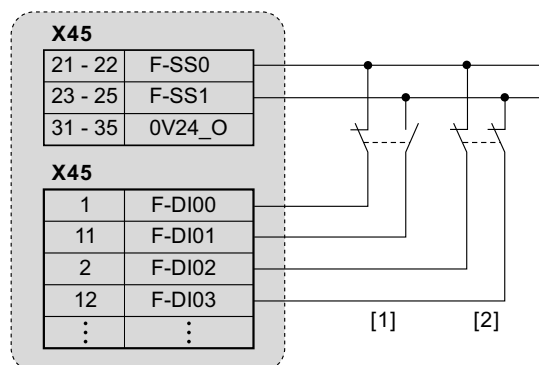 X45
21 - 22 F-SS0
23 - 25 F-SS1
31 - 35 0V24_O
X45
1 F-DI00
11 F-DI01
2 F-DI02
12 F-DI03
⋮ ⋮
[1] [2]